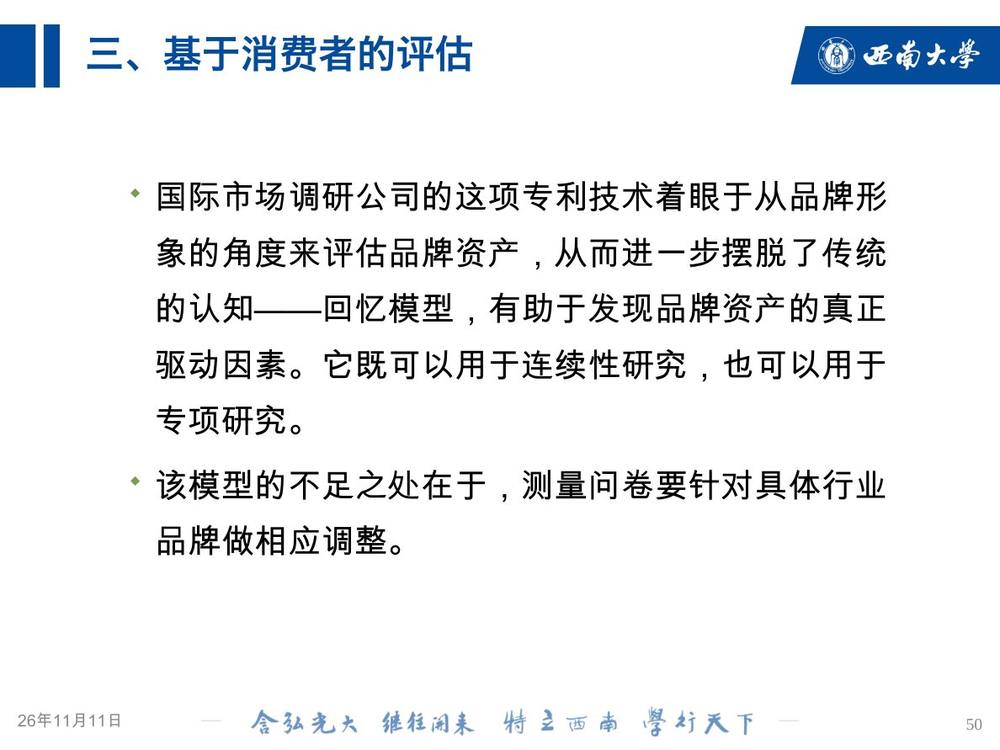 三、基于消费者的评估
西南大学
国际市场调研公司的这项专利技术着眼于从品牌形
象的角度来评估品牌资产，从而进一步摆脱了传统
的认知——回忆模型，有助于发现品牌资产的真正
驱动因素。它既可以用于连续性研究，也可以用于
专项研究。
该模型的不足之处在于，测量问卷要针对具体行业
品牌做相应调整。
26年11月11日
含弘光大 继往开来 特立西南 學行天下
50